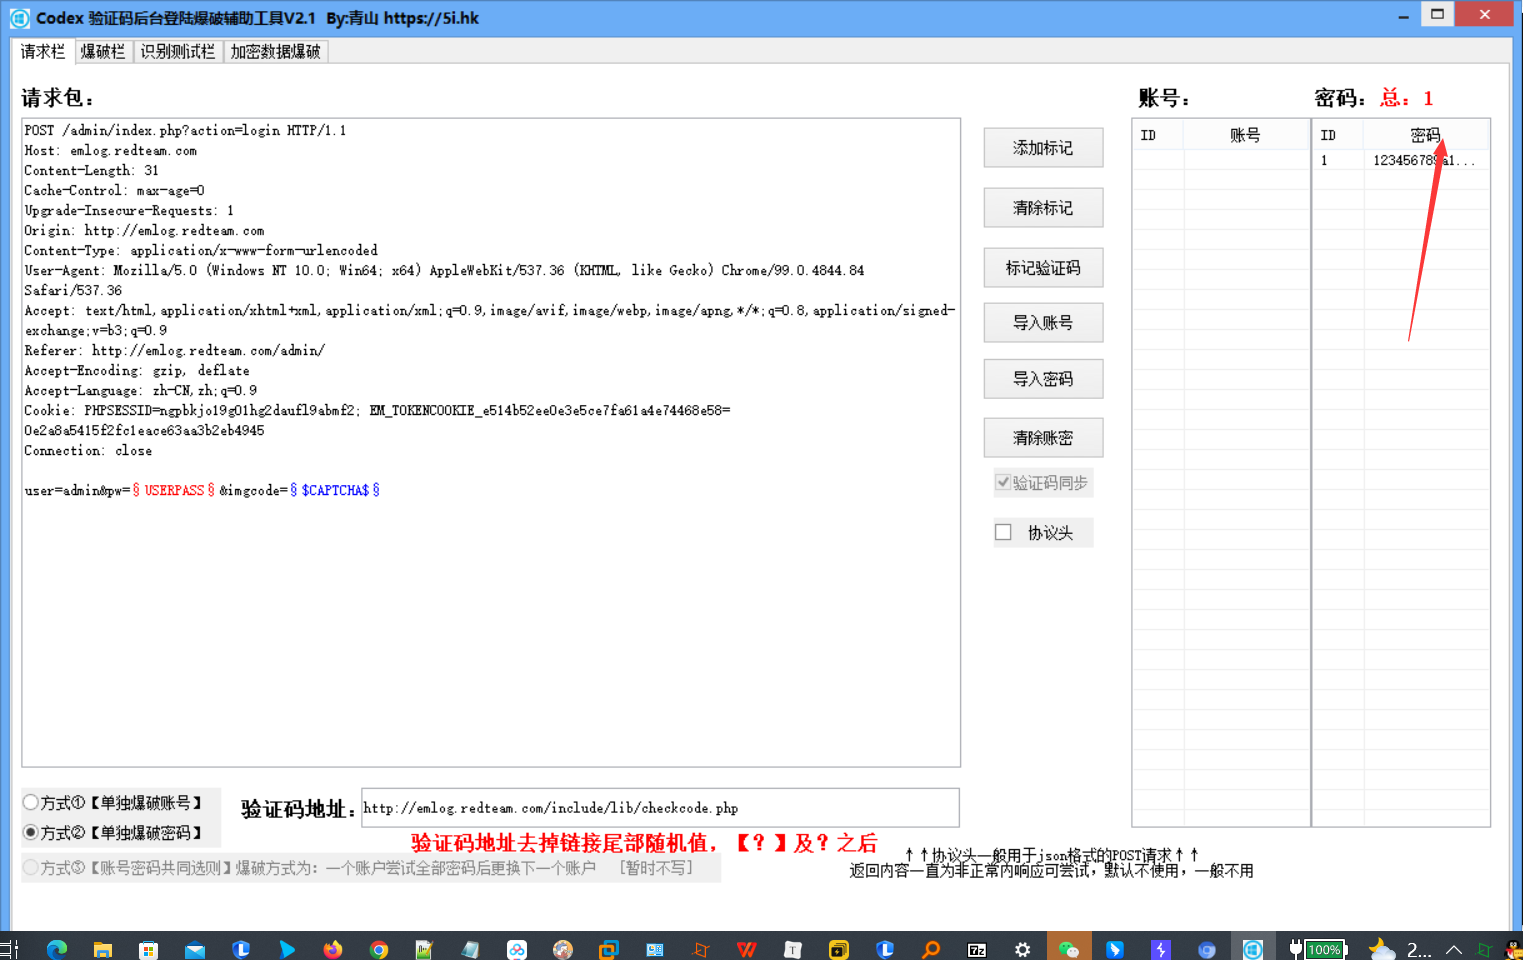 Codex 验证码后台登陆爆破辅助工具V2.1 By:青山 https://5i.hk
请求栏 爆破栏 识别测试栏 加密数据爆破
请求包：
账号：
密码：总：1
POST /admin/index.php?action=login HTTP/1.1
Host: emlog.redteam.com
Content-Length: 31
Cache-Control: max-age=0
Upgrade-Insecure-Requests: 1
Origin: http://emlog.redteam.com
Content-Type: application/x-www-form-urlencoded
User-Agent: Mozilla/5.0 (Windows NT 10.0; Win64; x64) AppleWebKit/537.36 (KHTML, like Gecko) Chrome/99.0.4844.84
Safari/537.36
Accept: text/html,application/xhtml+xml,application/xml;q=0.9,image/avif,image/webp,image/apng,*/*;q=0.8,application/signed-
exchange;v=b3;q=0.9
Referer: http://emlog.redteam.com/admin/
Accept-Encoding: gzip, deflate
Accept-Language: zh-CN,zh;q=0.9
Cookie: PHPSESSID=ngpbkjo19g01hg2daufl9abmf2; EM_TOKENCOOKIE_e514b52ee0e3e5ce7fa61a4e74468e58=
0e2a8a5415f2fc1eace63aa3b2eb4945
Connection: close
user=admin&pw=§USERPASS§&imgcode=§$CAPTCHA$§
添加标记
清除标记
标记验证码
导入账号
导入密码
清除账密
验证码同步
协议头
ID 账号
ID 密码
1 123456789a1...
方式①【单独爆破账号】
方式②【单独爆破密码】
方式③【账号密码共同选则】爆破方式为：一个账户尝试全部密码后更换下一个账户 [暂时不写]
验证码地址：
http://emlog.redteam.com/include/lib/checkcode.php
验证码地址去掉链接尾部随机值，【？】及？之后
↑↑协议头一般用于json格式的POST请求↑↑
返回内容一直为非正常内响应可尝试，默认不使用，一般不用
100%
2...